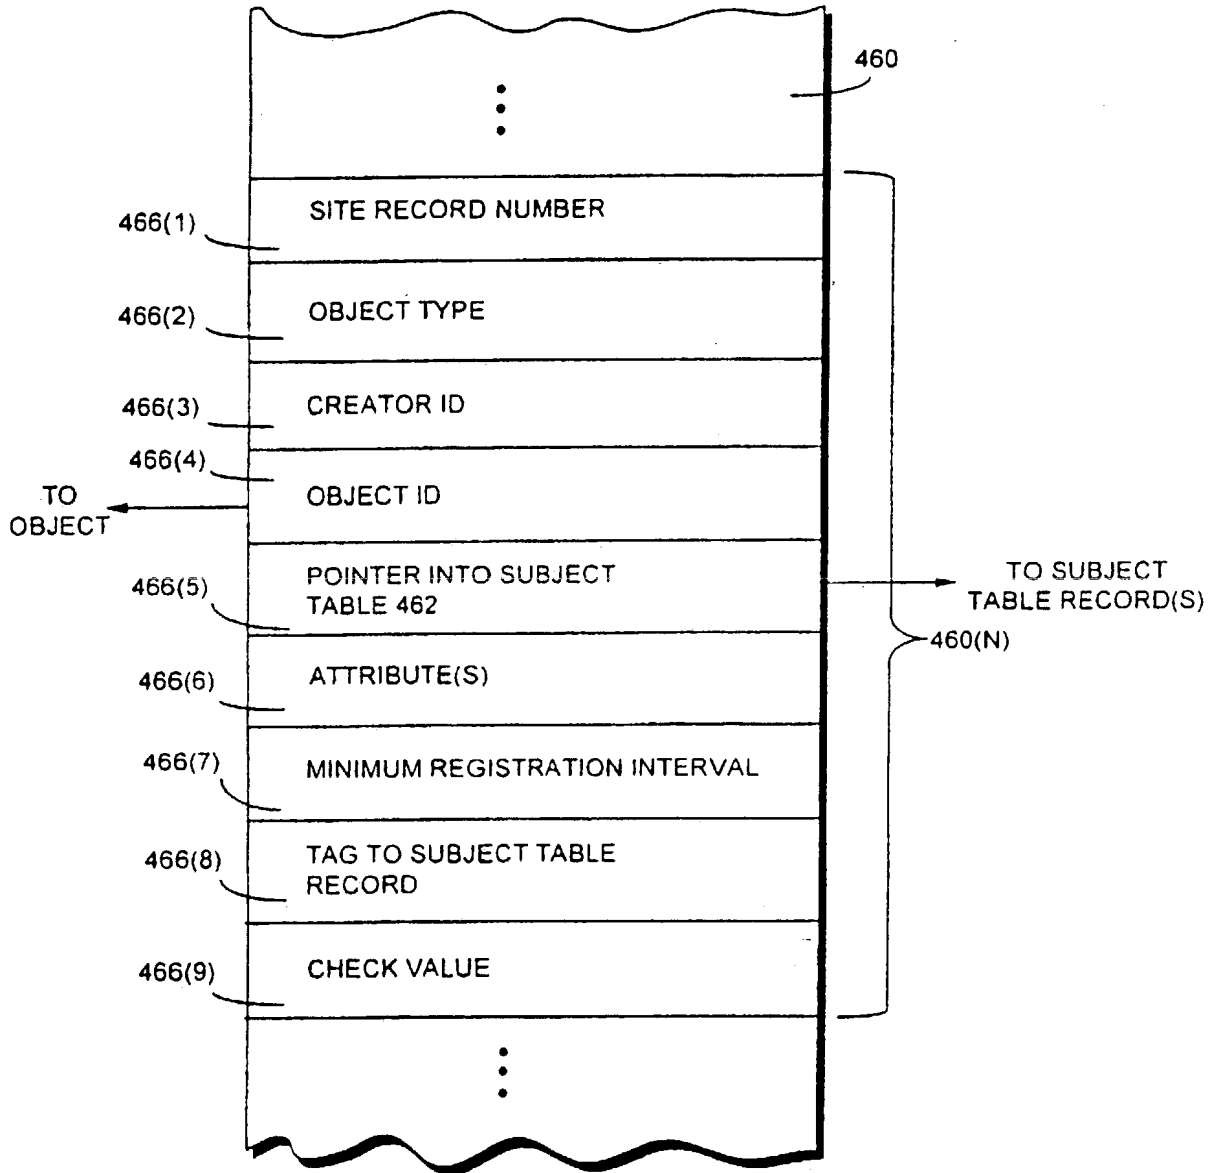 460
SITE RECORD NUMBER
466(1)
OBJECT TYPE
466(2)
CREATOR ID
466(3)
466(4)
TO
OBJECT
OBJECT ID
POINTER INTO SUBJECT
TABLE 462
466(5)
TO SUBJECT
TABLE RECORD(S)
460(N)
ATTRIBUTE(S)
466(6)
MINIMUM REGISTRATION INTERVAL
466(7)
TAG TO SUBJECT TABLE
RECORD
466(8)
CHECK VALUE
466(9)